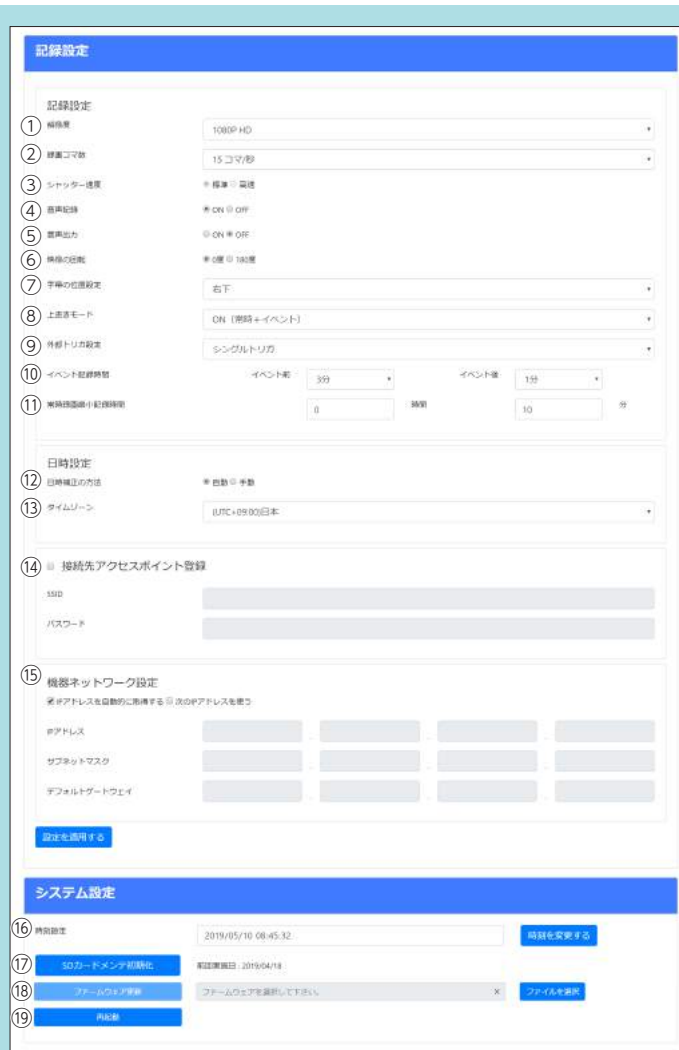 記録設定
記録設定
① 解像度 1080P HD
② 録画コマ数 15 コマ/秒
③ シャッター速度 標準 高速
④ 音声記録 ON OFF
⑤ 音声出力 ON OFF
⑥ 映像の回転 0度 180度
⑦ 字幕の位置設定 右下
⑧ 上書きモード ON（常時＋イベント）
⑨ 外部トリガ設定 シングルトリガ
⑩ イベント記録時間 イベント前 3分 イベント後 1分
⑪ 常時録画最小記録時間 0 時間 10 分
日時設定
⑫ 日時補正の方法 自動 手動
⑬ タイムゾーン (UTC+09:00)日本
⑭ 接続先アクセスポイント登録
SSID
パスワード
⑮ 機器ネットワーク設定
IPアドレスを自動的に取得する 次のIPアドレスを使う
IPアドレス . . .
サブネットマスク . . .
デフォルトゲートウェイ . . .
設定を適用する
システム設定
⑯ 時刻設定 2019/05/10 08:45:32 時刻を変更する
⑰ SDカードメンテ初期化 前回実施日 : 2019/04/18
⑱ ファームウェア更新 ファームウェアを選択して下さい。 × ファイルを選択
⑲ 再起動